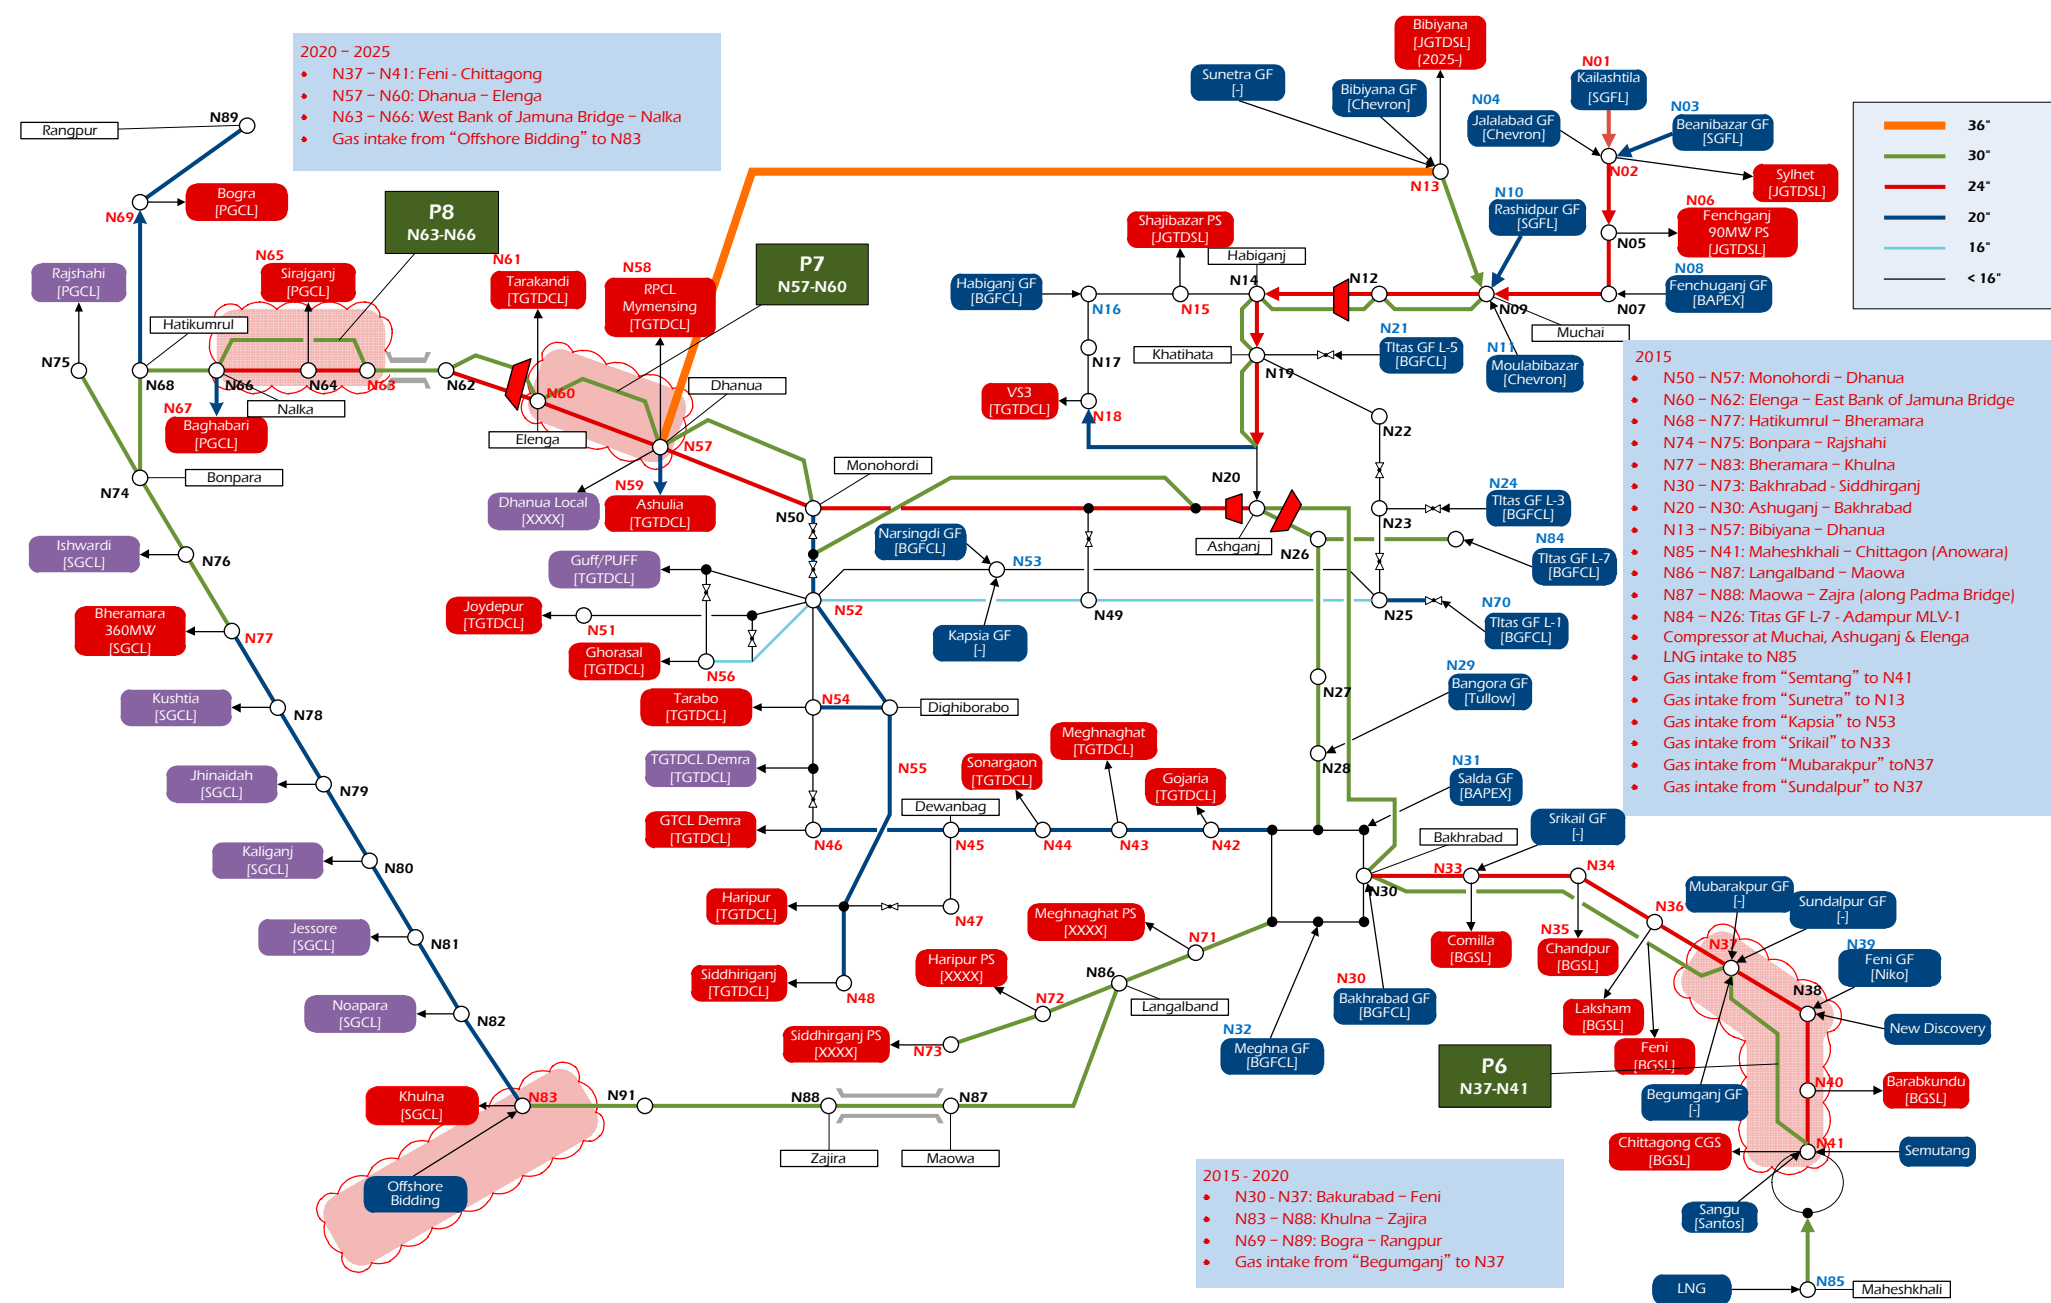 2020 – 2025
• N37 – N41: Feni - Chittagong
• N57 – N60: Dhanua – Elenga
• N63 – N66: West Bank of Jamuna Bridge – Nalka
• Gas intake from “Offshore Bidding” to N83
Bibiyana
[JGTDSL]
(2025-)
Sunetra GF
[-]
Bibiyana GF
[Chevron]
N01
Kailashtila
[SGFL]
N04
Jalalabad GF
[Chevron]
N03
Beanibazar GF
[SGFL]
N02
Sylhet
[JGTDSL]
36"
30"
24"
20"
16"
< 16"
Rangpur
N89
Bogra
[PGCL]
N69
P8
N63-N66
N13
N10
Rashidpur GF
[SGFL]
N06
Fenchganj
90MW PS
[JGTDSL]
N05
N08
Fenchuganj GF
[BAPEX]
N07
Shajibazar PS
[JGTDSL]
Habiganj
N14
N12
N09
Muchai
N11
Moulabibazar
[Chevron]
Habiganj GF
[BGFCL]
N16
N15
N21
TItas GF L-5
[BGFCL]
Khatihata
N19
N17
VS3
[TGTDCL]
N18
N22
Rajshahi
[PGCL]
N65
Sirajganj
[PGCL]
N61
Tarakandi
[TGTDCL]
N58
RPCL
Mymensing
[TGTDCL]
P7
N57-N60
Hatikumrul
N75
N68
N66
N64
N63
N62
N60
Dhanua
Nalka
N67
Baghabari
[PGCL]
Elenga
N57
N74
Bonpara
Dhanua Local
[XXXX]
N59
Ashulia
[TGTDCL]
Monohordi
N50
N20
Ashganj
N24
TItas GF L-3
[BGFCL]
N23
N26
N84
TItas GF L-7
[BGFCL]
2015
• N50 – N57: Monohordi – Dhanua
• N60 – N62: Elenga – East Bank of Jamuna Bridge
• N68 – N77: Hatikumrul – Bheramara
• N74 – N75: Bonpara – Rajshahi
• N77 – N83: Bheramara – Khulna
• N30 – N73: Bakhrabad - Siddhirganj
• N20 – N30: Ashuganj – Bakhrabad
• N13 – N57: Bibiyana – Dhanua
• N85 – N41: Maheshkhali – Chittagon (Anowara)
• N86 – N87: Langalband – Maowa
• N87 – N88: Maowa – Zajra (along Padma Bridge)
• N84 – N26: Titas GF L-7 - Adampur MLV-1
• Compressor at Muchai, Ashuganj & Elenga
• LNG intake to N85
• Gas intake from “Semtang” to N41
• Gas intake from “Sunetra” to N13
• Gas intake from “Kapsia” to N53
• Gas intake from “Srikail” to N33
• Gas intake from “Mubarakpur” toN37
• Gas intake from “Sundalpur” to N37
Ishwardi
[SGCL]
N76
Guff/PUFF
[TGTDCL]
Narsingdi GF
[BGFCL]
N53
Joydepur
[TGTDCL]
N51
N52
N49
N25
N70
TItas GF L-1
[BGFCL]
Kapsia GF
[-]
Bheramara
360MW
[SGCL]
N77
Ghorasal
[TGTDCL]
N56
Kushtia
[SGCL]
N78
Tarabo
[TGTDCL]
N54
Dighiborabo
N27
N29
Bangora GF
[Tullow]
N28
Jhinaidah
[SGCL]
N79
TGTDCL Demra
[TGTDCL]
N55
Sonargaon
[TGTDCL]
Meghnaghat
[TGTDCL]
Gojaria
[TGTDCL]
N31
Salda GF
[BAPEX]
Dewanbag
GTCL Demra
[TGTDCL]
N46
N45
N44
N43
N42
Bakhrabad
Srikail GF
[-]
Kaliganj
[SGCL]
N80
N30
N33
N34
Haripur
[TGTDCL]
N47
Meghnaghat PS
[XXXX]
N71
Comilla
[BGSL]
N35
Chandpur
[BGSL]
N36
Mubarakpur GF
[-]
Sundalpur GF
[-]
N37
N39
Feni GF
[Niko]
Jessore
[SGCL]
N81
Siddhiriganj
[TGTDCL]
N48
Haripur PS
[XXXX]
N72
N86
Langalband
N30
Bakhrabad GF
[BGFCL]
Laksham
[BGSL]
N38
New Discovery
Noapara
[SGCL]
N82
Siddhirganj PS
[XXXX]
N73
N32
Meghna GF
[BGFCL]
Feni
[BGSL]
P6
N37-N41
Begumganj GF
[-]
N40
Barabkundu
[BGSL]
Khulna
[SGCL]
N83
N91
N88
N87
Zajira
Maowa
Chittagong CGS
[BGSL]
N41
Semutang
Offshore
Bidding
Sangu
[Santos]
2015 - 2020
• N30 - N37: Bakurabad – Feni
• N83 – N88: Khulna – Zajira
• N69 – N89: Bogra – Rangpur
• Gas intake from “Begumganj” to N37
LNG
N85
Maheshkhali